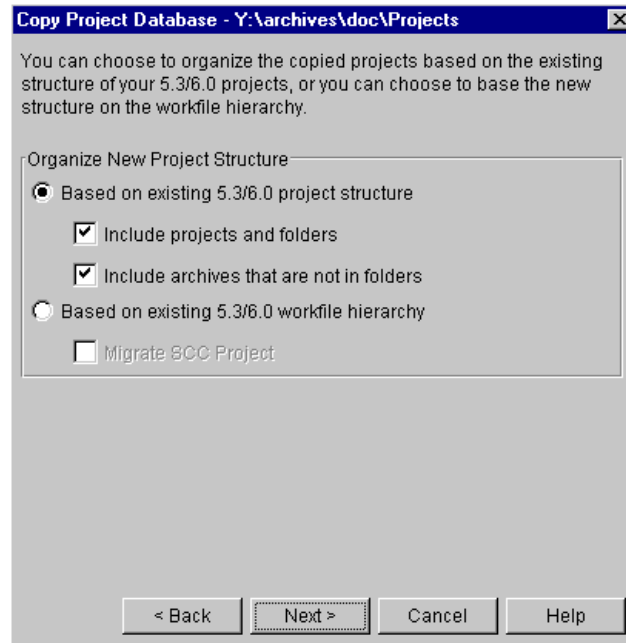 Copy Project Database - Y:\archives\doc\Projects
You can choose to organize the copied projects based on the existing
structure of your 5.3/6.0 projects, or you can choose to base the new
structure on the workfile hierarchy.
Organize New Project Structure
Based on existing 5.3/6.0 project structure
Include projects and folders
Include archives that are not in folders
Based on existing 5.3/6.0 workfile hierarchy
Migrate SCC Project
< Back
Next >
Cancel
Help